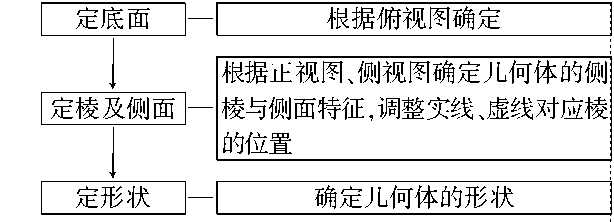 定底面
根据俯视图确定
定棱及侧面
根据正视图、侧视图确定几何体的侧
棱与侧面特征,调整实线、虚线对应棱
的位置
定形状
确定几何体的形状